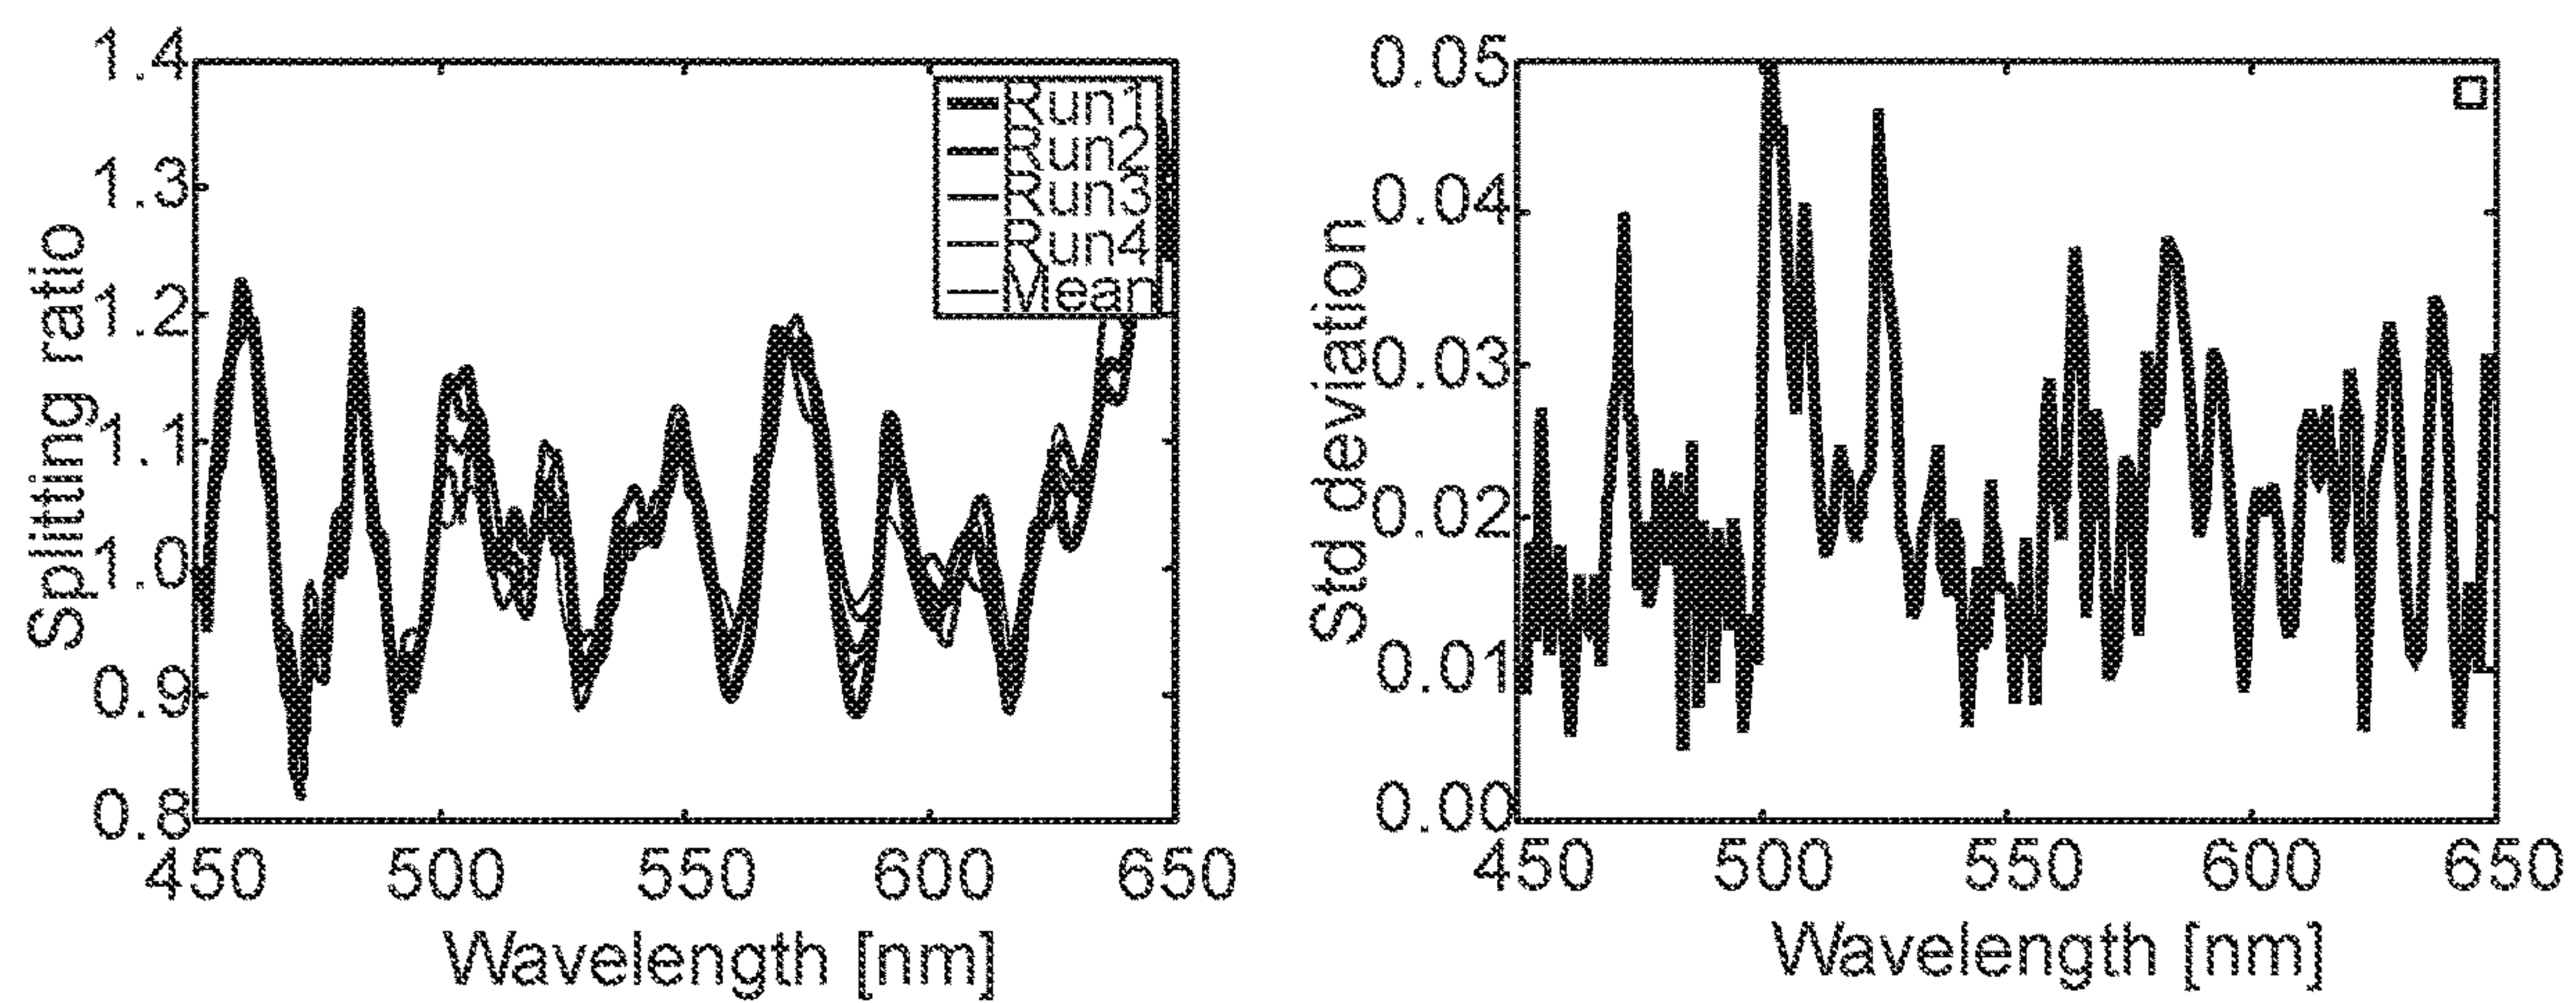 1.4
1.3
1.2
1.1
1.0
0.9
0.8
Splitting ratio
450 500 550 600 650
Wavelength [nm]
Run1
Run2
Run3
Run4
Mean
0.05
0.04
0.03
0.02
0.01
0.00
Std deviation
450 500 550 600 650
Wavelength [nm]